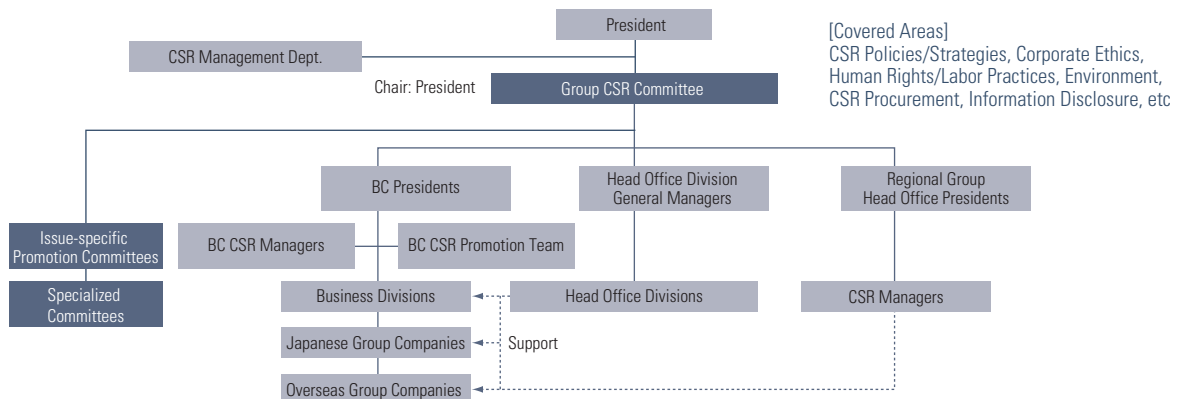 President
[Covered Areas]
CSR Policies/Strategies, Corporate Ethics,
Human Rights/Labor Practices, Environment,
CSR Procurement, Information Disclosure, etc
CSR Management Dept.
Chair: President
Group CSR Committee
BC Presidents
Head Office Division
General Managers
Regional Group
Head Office Presidents
Issue-specific
Promotion Committees
BC CSR Managers
BC CSR Promotion Team
Specialized
Committees
Business Divisions
Head Office Divisions
CSR Managers
Japanese Group Companies
Support
Overseas Group Companies